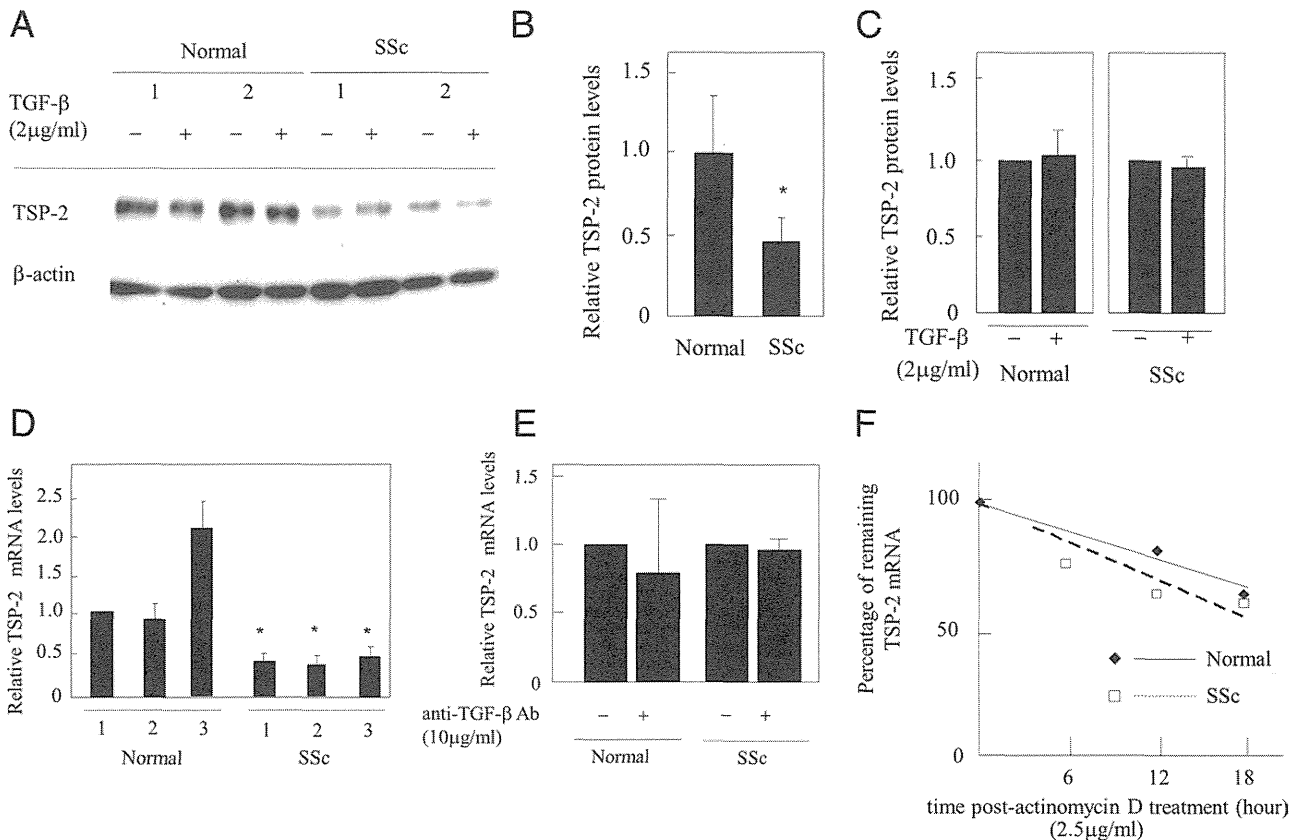 A
Normal SSc
1 2 1 2
TGF-β
(2μg/ml) − + − + − + − +
TSP-2
β-actin
B
Relative TSP-2 protein levels
1.5
1.0
0.5
0
*
Normal SSc
C
Relative TSP-2 protein levels
1.5
1.0
0.5
0
TGF-β − + − +
(2μg/ml) Normal SSc
D
Relative TSP-2 mRNA levels
2.5
2.0
1.5
1.0
0.5
0
* * *
1 2 3 1 2 3
Normal SSc
E
Relative TSP-2 mRNA levels
1.5
1.0
0.5
0
anti-TGF-β Ab − + − +
(10μg/ml)
Normal SSc
F
Percentage of remaining
TSP-2 mRNA
100
50
0
Normal
SSc
6 12 18
time post-actinomycin D treatment (hour)
(2.5μg/ml)